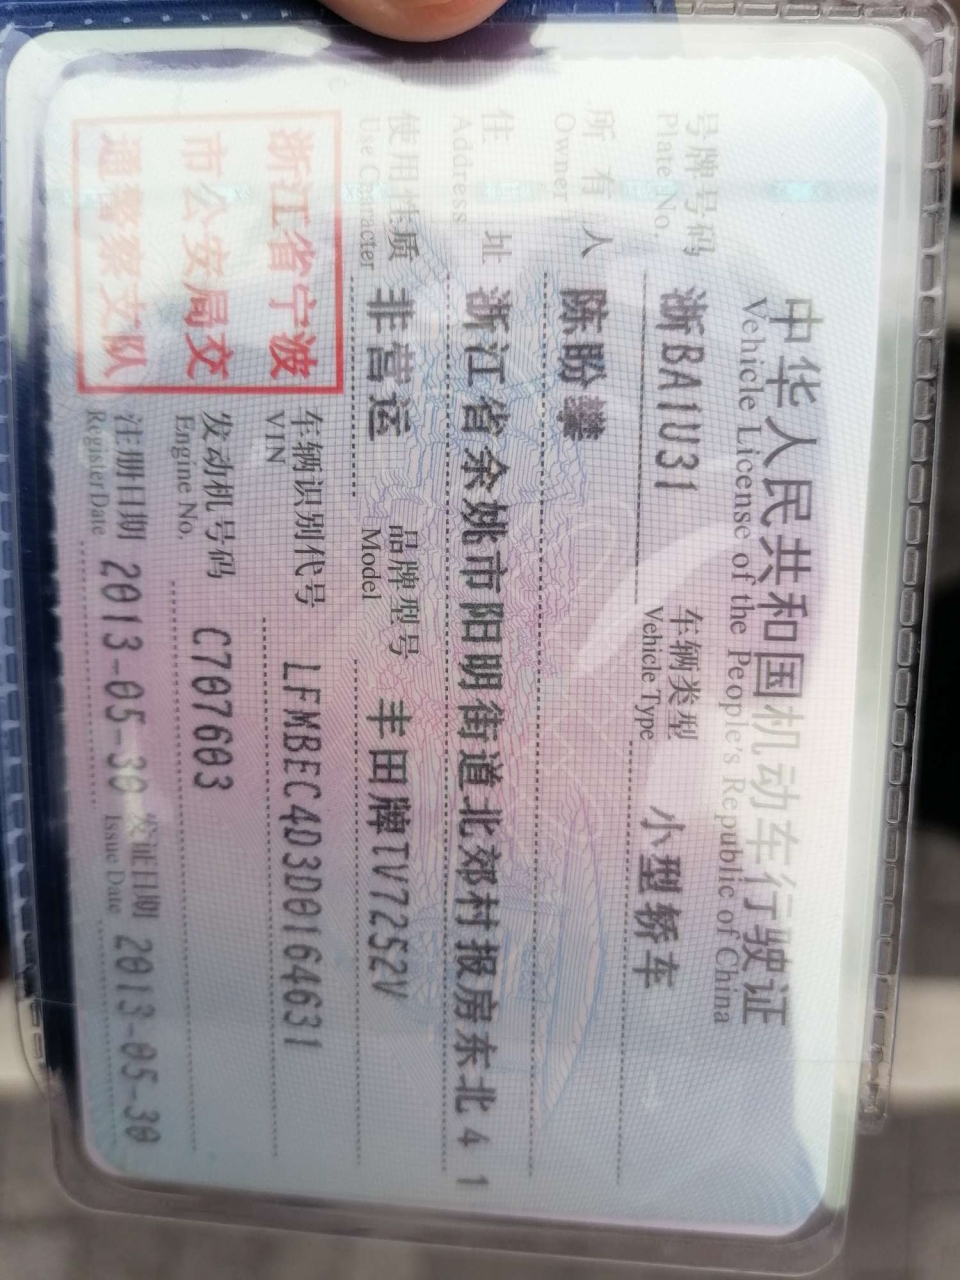 中华人民共和国机动车行驶证
Vehicle License of the People's Republic of China
号牌号码 浙BA1U31 车辆类型 小型轿车
Plate No. Vehicle Type
所有人 陈盼攀
Owner
住址 浙江省余姚市阳明街道北郊村报房东北41
Address
使用性质 非营运 品牌型号 丰田牌TV7252V
Use Character Model
浙江省宁波
市公安局交
通警察支队
车辆识别代号 LFMBEC4D3D0164631
VIN
发动机号码 C707603
Engine No.
注册日期 2013-05-30 发证日期 2013-05-30
Register Date Issue Date